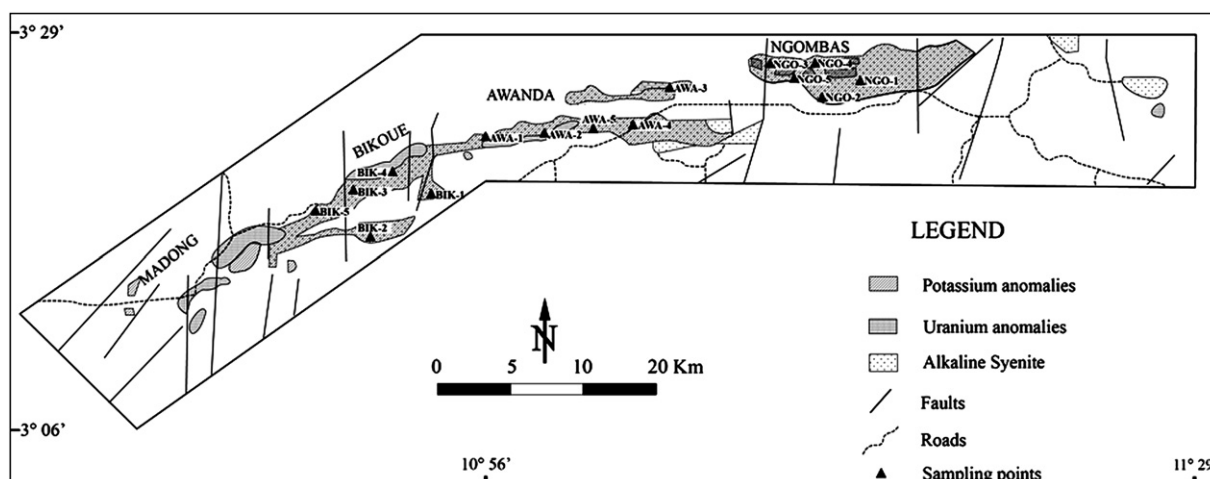 3° 29'
NGOMBAS
NGO-3
NGO-4
NGO-5
NGO-1
NGO-2
AWANDA
AWA-3
AWA-5
AWA-4
AWA-1
AWA-2
BIKOUE
BIK-4
BIK-3
BIK-1
BIK-5
BIK-2
MADONG
LEGEND
Potassium anomalies
Uranium anomalies
Alkaline Syenite
Faults
Roads
Sampling points
N
0 5 10 20 Km
3° 06'
10° 56' 11° 29'